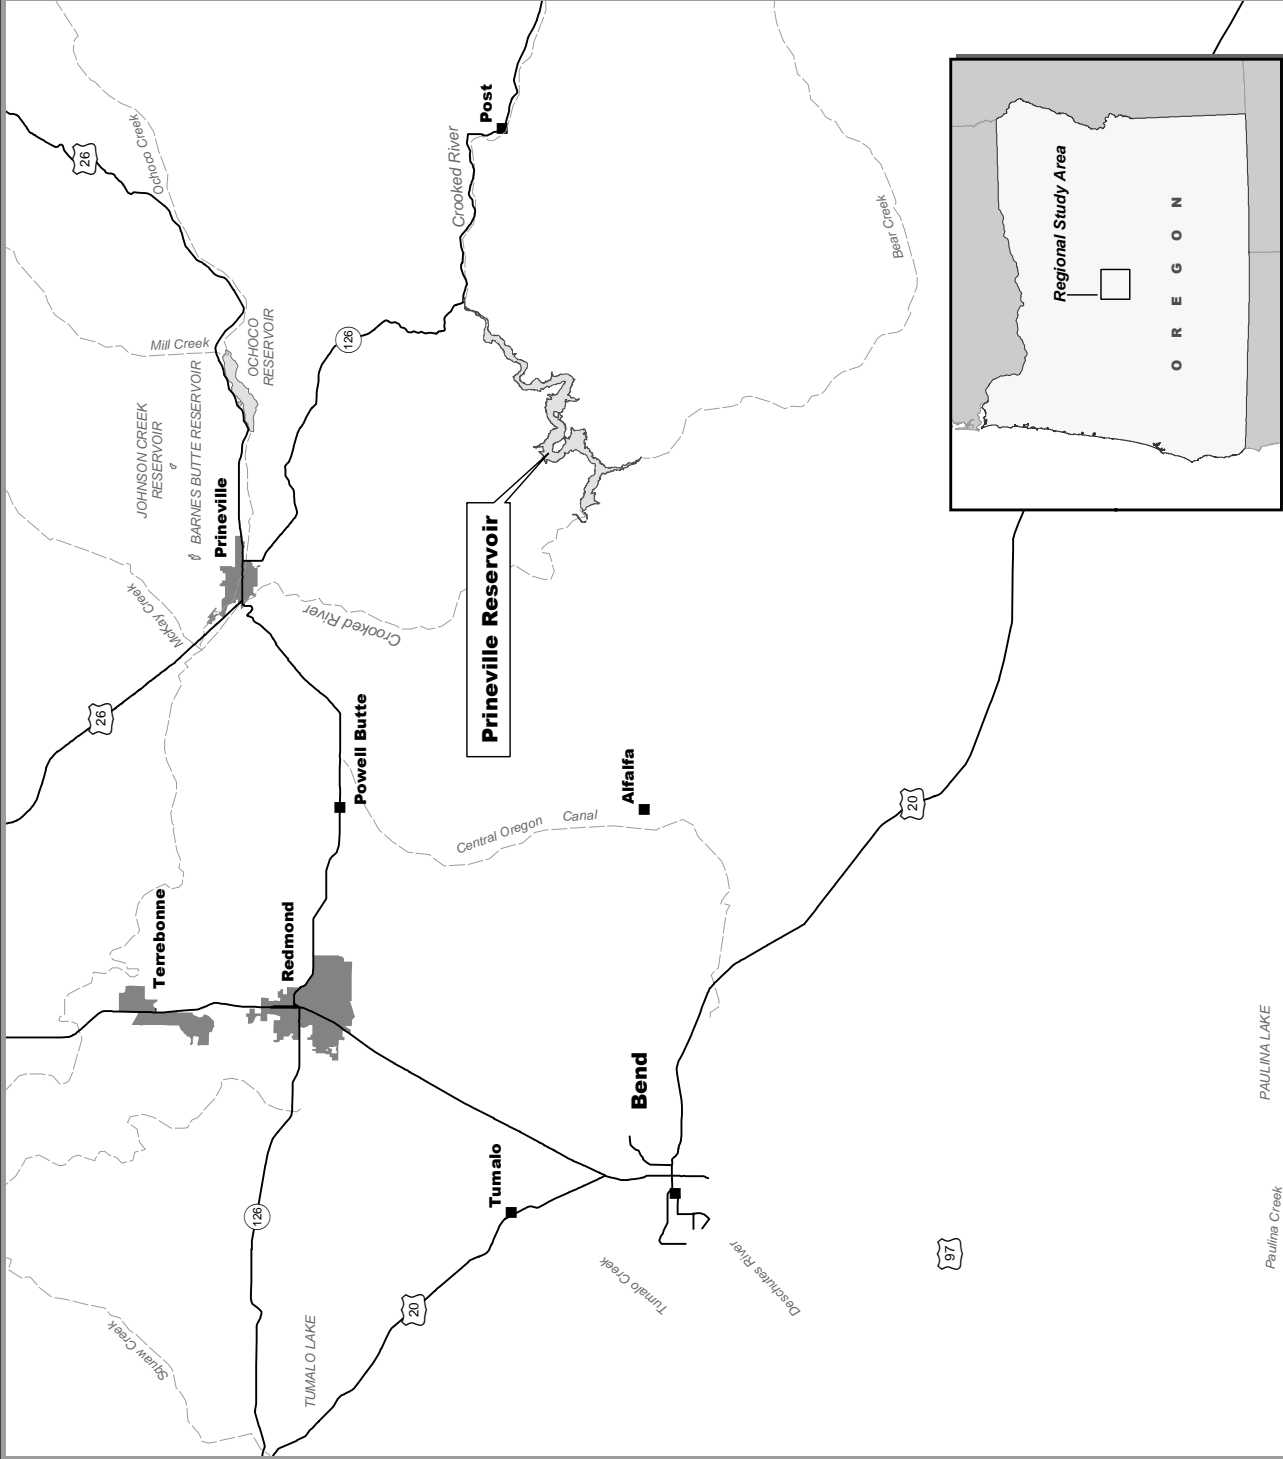 Squaw Creek
TUMALO LAKE
126
20
Tumalo
Tumalo Creek
Deschutes River
97
Paulina Creek
PAULINA LAKE
Bend
Terrebonne
Redmond
Central Oregon Canal
Alfalfa
20
Powell Butte
26
McKay Creek
Crooked River
Prineville
BARNES BUTTE RESERVOIR
JOHNSON CREEK
RESERVOIR
Mill Creek
OCHOCO
RESERVOIR
126
Prineville Reservoir
26
Ochoco Creek
Crooked River
Post
Bear Creek
Regional Study Area
OREGON